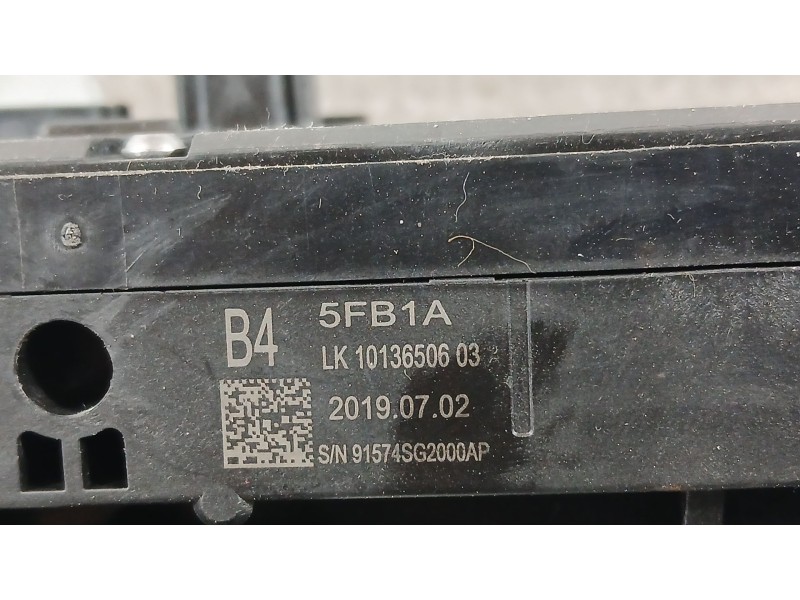 B4 5FB1A
LK 10136506 03
2019.07.02
S/N 91574SG2000AP